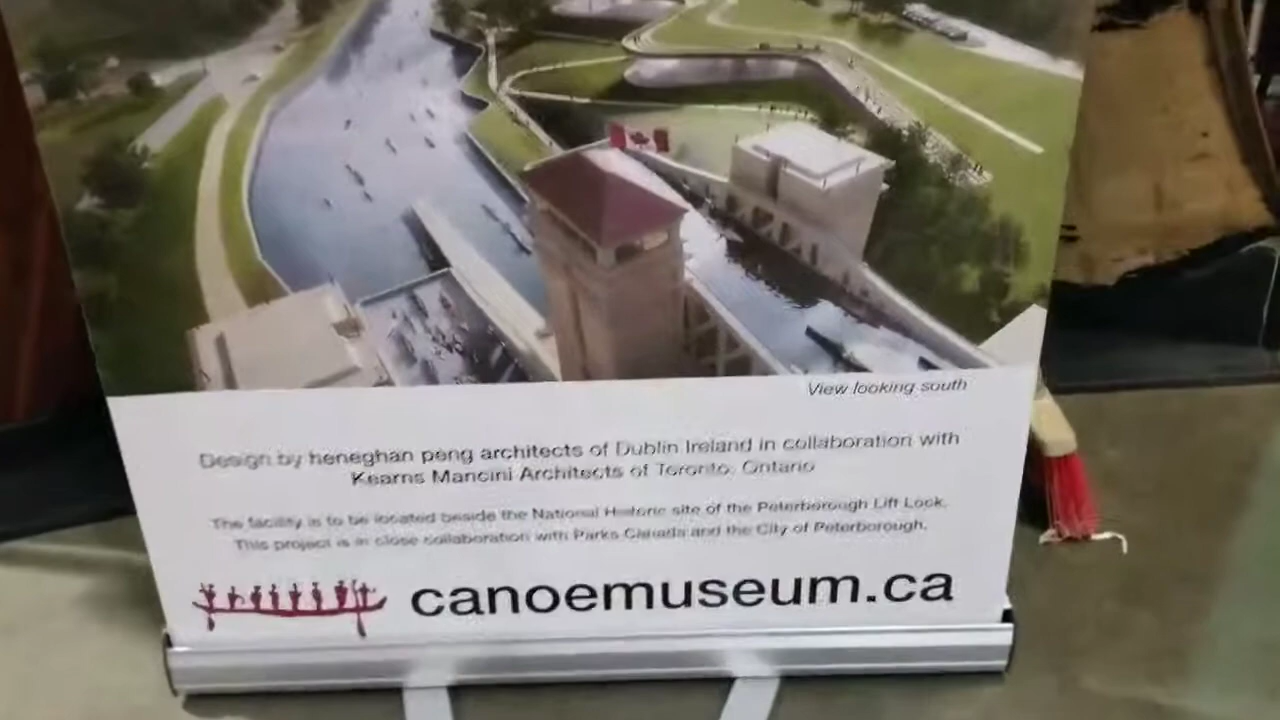 View looking south
Design by heneghan peng architects of Dublin Ireland in collaboration with
Kearns Mancini Architects of Toronto, Ontario
The facility is to be located beside the National Historic site of the Peterborough Lift Lock.
This project is in close collaboration with Parks Canada and the City of Peterborough.
canoemuseum.ca